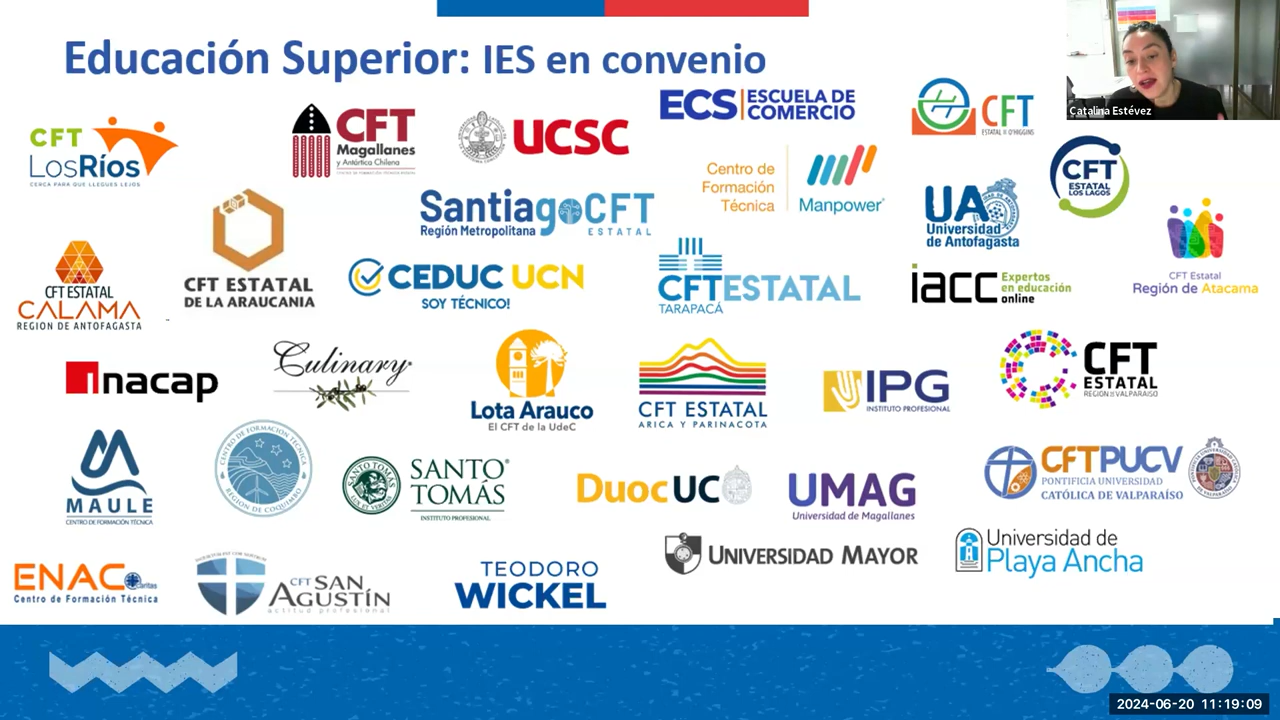 Educación Superior: IES en convenio
Catalina Estévez
CFT
LosRíos
CERCA PARA QUE LLEGUES LEJOS
CFT
Magallanes
y Antártica Chilena
UCSC
ECS ESCUELA DE
COMERCIO
CFT
ESTATAL O'HIGGINS
Centro de
Formación
Técnica
Manpower
CFT
ESTATAL
LOS LAGOS
SantiagoCFT
Región Metropolitana
ESTATAL
UA
Universidad
de Antofagasta
CFT Estatal
Región de Atacama
CFT ESTATAL
CALAMA
REGION DE ANTOFAGASTA
CFT ESTATAL
DE LA ARAUCANIA
CEDUC UCN
SOY TÉCNICO!
CFTESTATAL
TARAPACÁ
iacc Expertos
en educación
online
inacap
Culinary
Lota Arauco
El CFT de la UdeC
CFT ESTATAL
ARICA Y PARINACOTA
IPG
INSTITUTO PROFESIONAL
CFT
ESTATAL
REGIÓN DE VALPARAÍSO
MAULE
CENTRO DE FORMACIÓN TÉCNICA
CENTRO DE FORMACIÓN TÉCNICA
REGIÓN DE COQUIMBO
SANTO TOMÁS
SANTO
TOMÁS®
INSTITUTO PROFESIONAL
DuocUC
UMAG
Universidad de Magallanes
CFTPUCV
PONTIFICIA UNIVERSIDAD
CATÓLICA DE VALPARAÍSO
ENAC
Cáritas
Centro de Formación Técnica
CFT SAN
AGUSTÍN
actitud profesional
TEODORO
WICKEL
UNIVERSIDAD MAYOR
Universidad de
Playa Ancha
2024-06-20 11:19:09